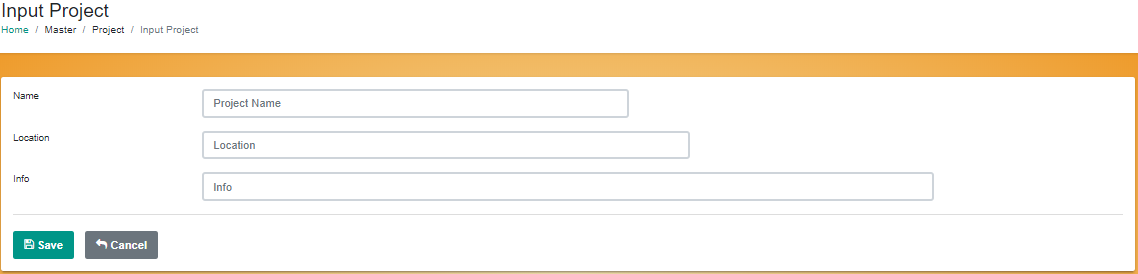 Input Project
Home / Master / Project / Input Project
Name
Project Name
Location
Location
Info
Info
Save Cancel